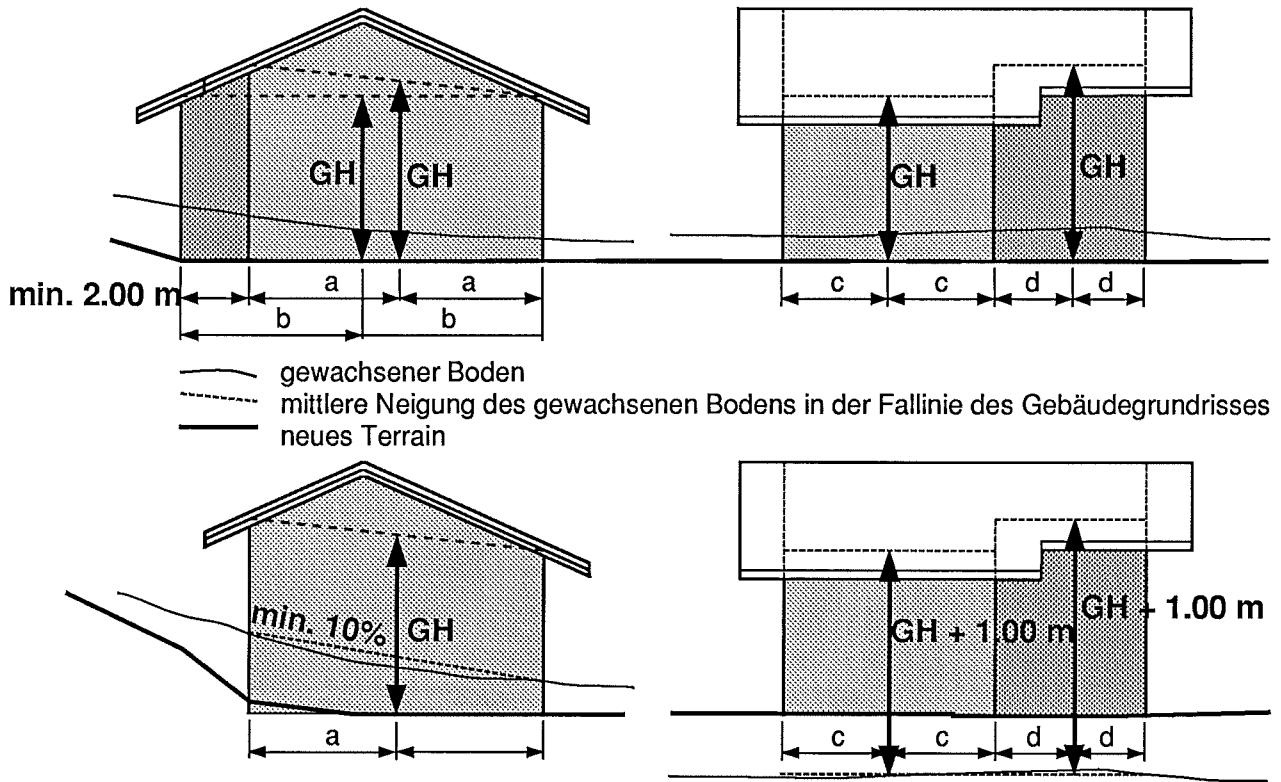 GH GH GH GH
min. 2.00 m a a c c d d
b b
gewachsener Boden
mittlere Neigung des gewachsenen Bodens in der Fallinie des Gebäudegrundrisses
neues Terrain
min. 10% GH GH + 1.00 m GH + 1.00 m
a c c d d